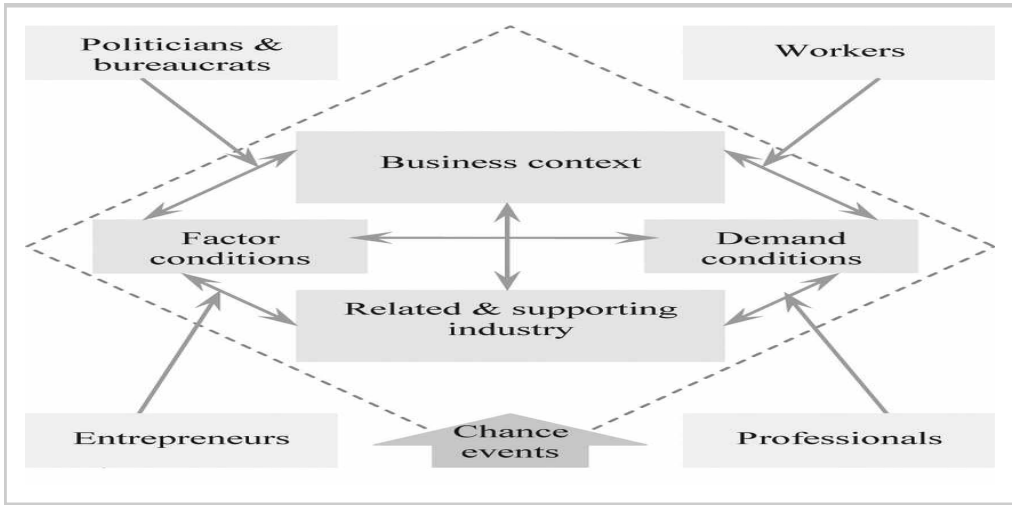 Politicians &
bureaucrats
Workers
Business context
Factor
conditions
Demand
conditions
Related & supporting
industry
Entrepreneurs
Chance
events
Professionals